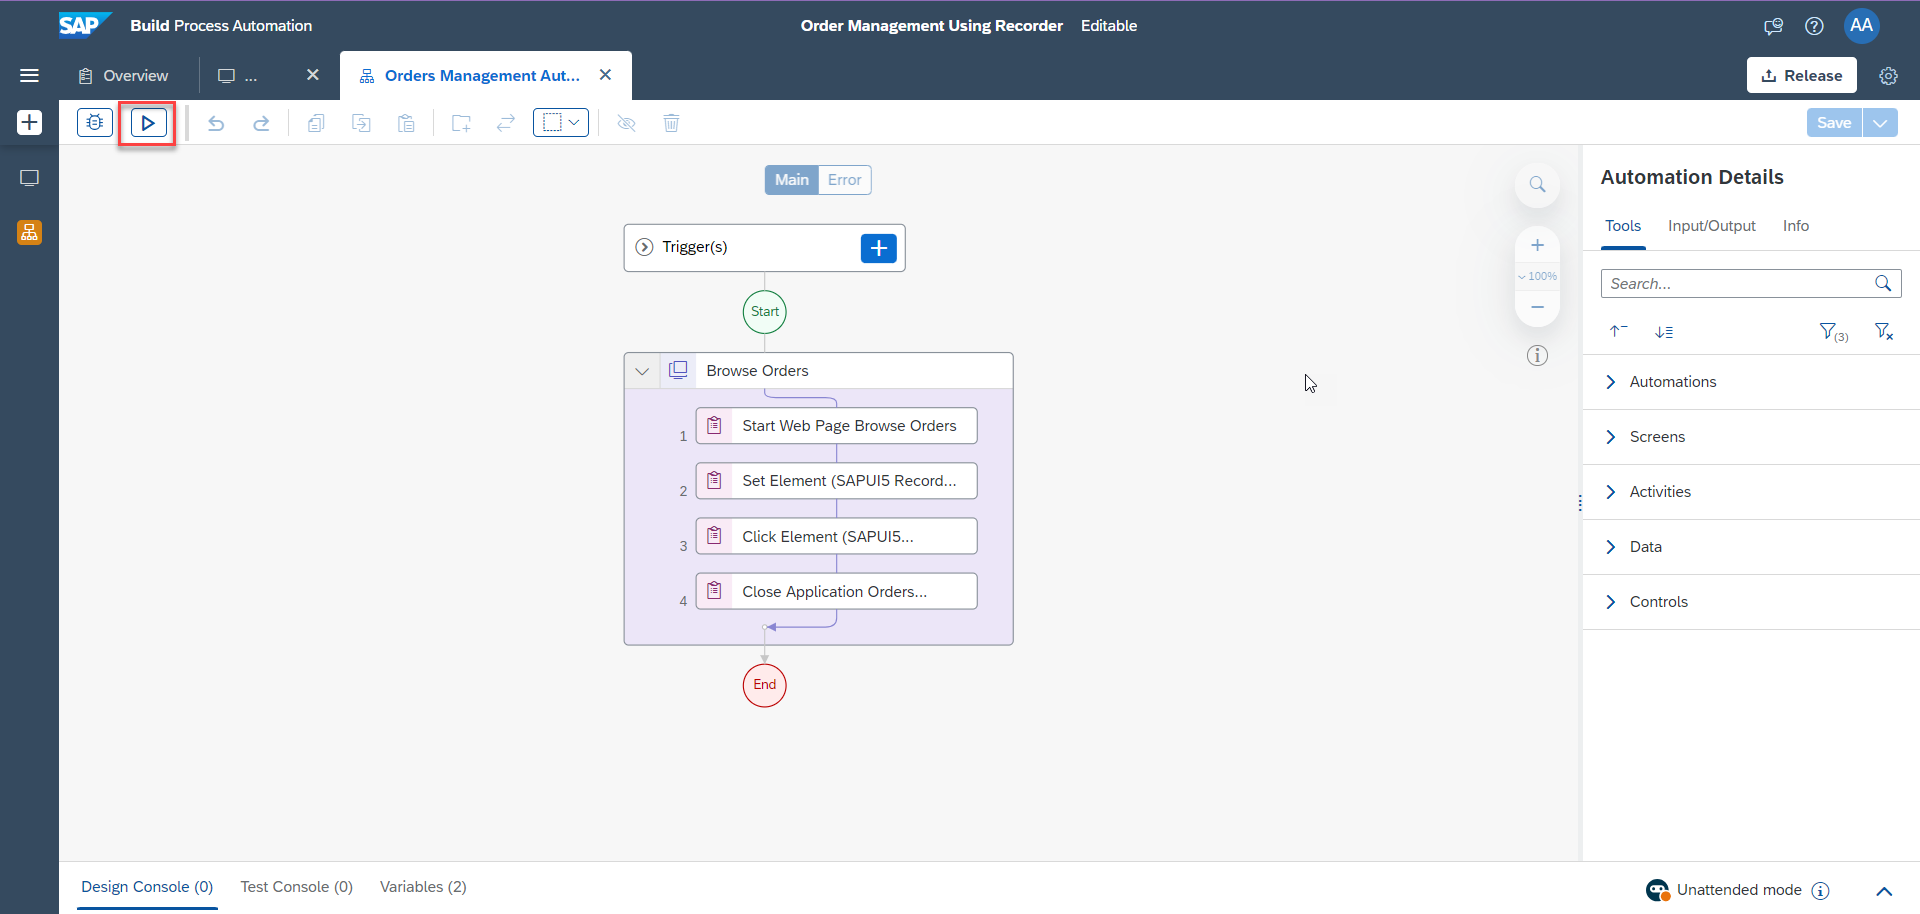 SAP Build Process Automation
Order Management Using Recorder Editable
AA
Overview
...
Orders Management Aut...
Release
Save
Main Error
Trigger(s)
Start
Browse Orders
1 Start Web Page Browse Orders
2 Set Element (SAPUI5 Record...
3 Click Element (SAPUI5...
4 Close Application Orders...
End
100%
Automation Details
Tools Input/Output Info
Search...
(3)
Automations
Screens
Activities
Data
Controls
Design Console (0) Test Console (0) Variables (2)
Unattended mode